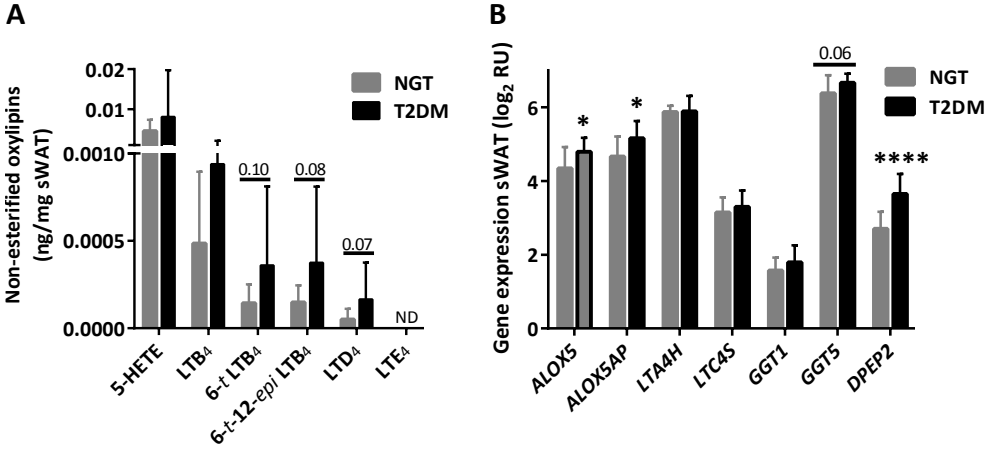 A
Non-esterified oxylipins
(ng/mg sWAT)
0.02
0.01
0.0010
0.0005
0.0000
NGT
T2DM
0.10
0.08
0.07
ND
5-HETE
LTB4
6-t LTB4
6-t-12-epi LTB4
LTD4
LTE4
B
Gene expression sWAT (log2 RU)
6
4
2
0
NGT
T2DM
*
*
0.06
****
ALOX5
ALOX5AP
LTA4H
LTC4S
GGT1
GGT5
DPEP2